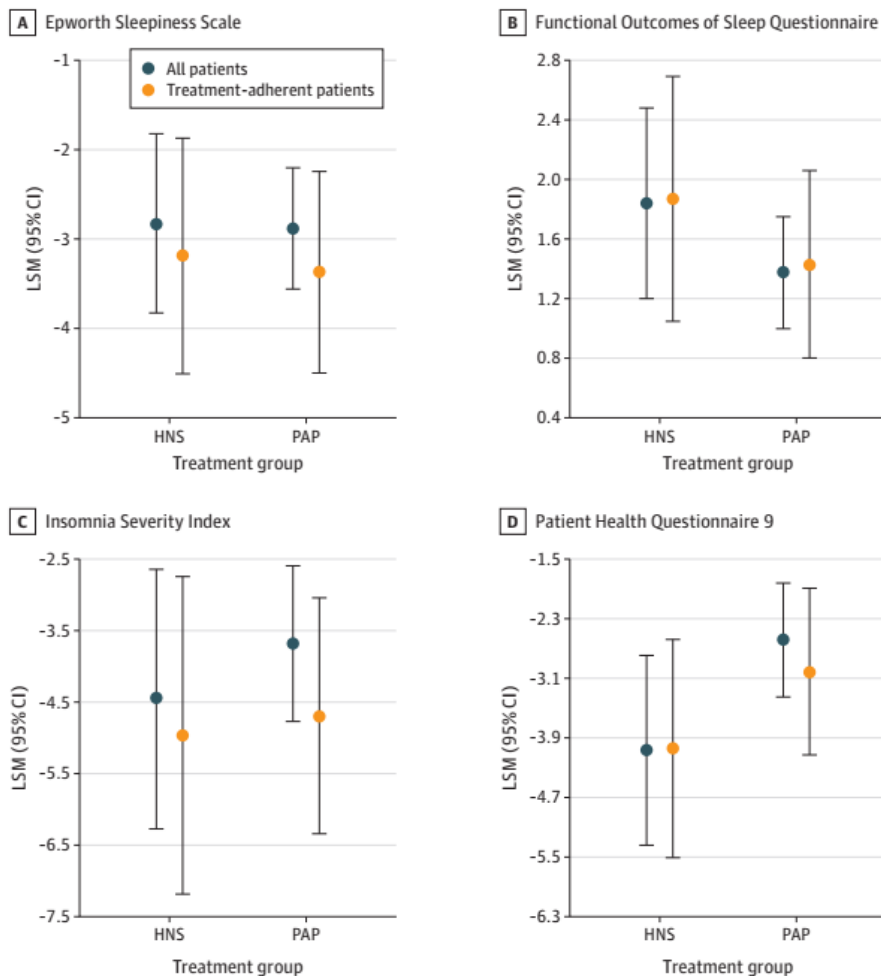 A Epworth Sleepiness Scale
-1
-2
-3
-4
-5
LSM (95% CI)
All patients
Treatment-adherent patients
HNS PAP
Treatment group
B Functional Outcomes of Sleep Questionnaire
2.8
2.4
2.0
1.6
1.2
0.8
0.4
LSM (95% CI)
HNS PAP
Treatment group
C Insomnia Severity Index
-2.5
-3.5
-4.5
-5.5
-6.5
-7.5
LSM (95% CI)
HNS PAP
Treatment group
D Patient Health Questionnaire 9
-1.5
-2.3
-3.1
-3.9
-4.7
-5.5
-6.3
LSM (95% CI)
HNS PAP
Treatment group